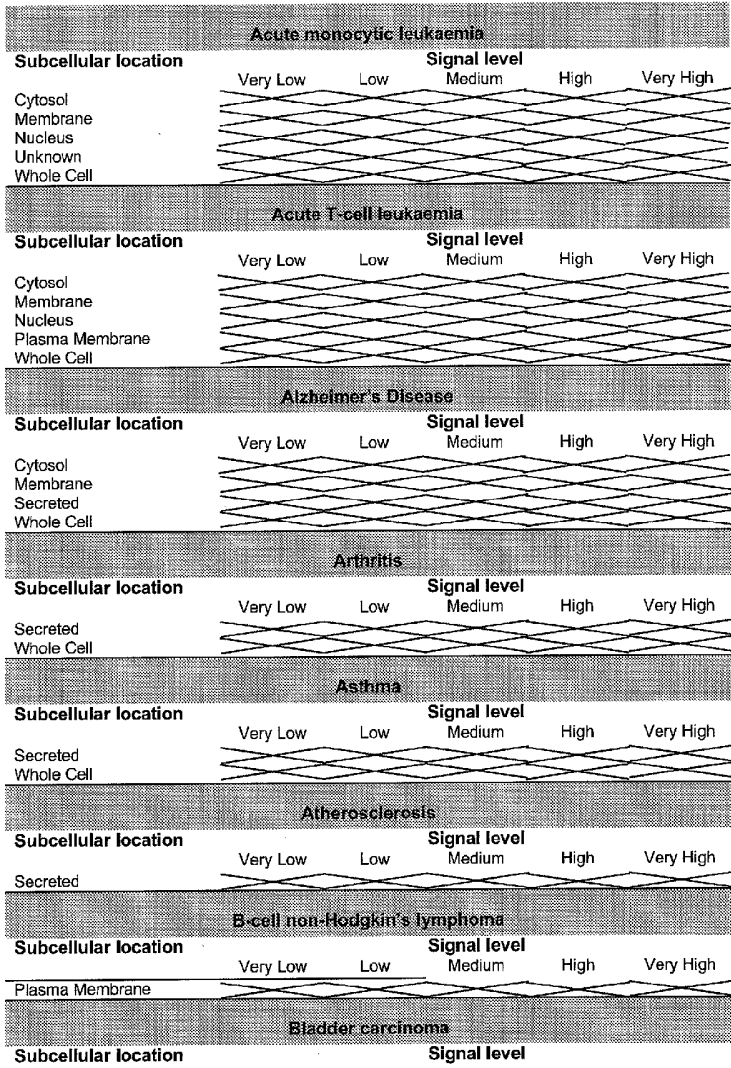 Acute monocytic leukaemia
Subcellular location Signal level
Very Low Low Medium High Very High
Cytosol
Membrane
Nucleus
Unknown
Whole Cell
Acute T-cell leukaemia
Subcellular location Signal level
Very Low Low Medium High Very High
Cytosol
Membrane
Nucleus
Plasma Membrane
Whole Cell
Alzheimer's Disease
Subcellular location Signal level
Very Low Low Medium High Very High
Cytosol
Membrane
Secreted
Whole Cell
Arthritis
Subcellular location Signal level
Very Low Low Medium High Very High
Secreted
Whole Cell
Asthma
Subcellular location Signal level
Very Low Low Medium High Very High
Secreted
Whole Cell
Atherosclerosis
Subcellular location Signal level
Very Low Low Medium High Very High
Secreted
B-cell non-Hodgkin's lymphoma
Subcellular location Signal level
Very Low Low Medium High Very High
Plasma Membrane
Bladder carcinoma
Subcellular location Signal level